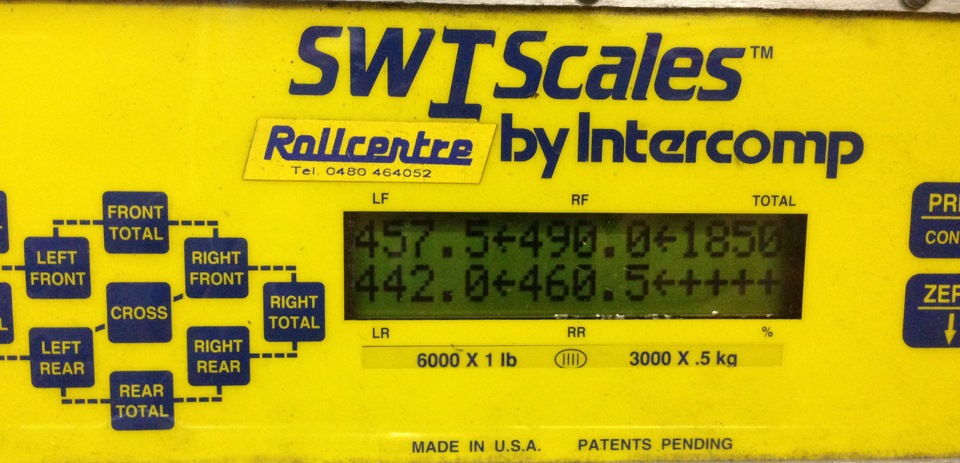 SWI Scales™
by Intercomp
Rollcentre
Tel. 0480 464052
LF RF TOTAL
457.5←490.0←1850
442.0←460.5←++++
LR RR %
6000 X 1 lb 3000 X .5 kg
FRONT
TOTAL
LEFT
FRONT
RIGHT
FRONT
CROSS
RIGHT
TOTAL
LEFT
REAR
RIGHT
REAR
REAR
TOTAL
PRI
CON
ZER
↓
MADE IN U.S.A. PATENTS PENDING